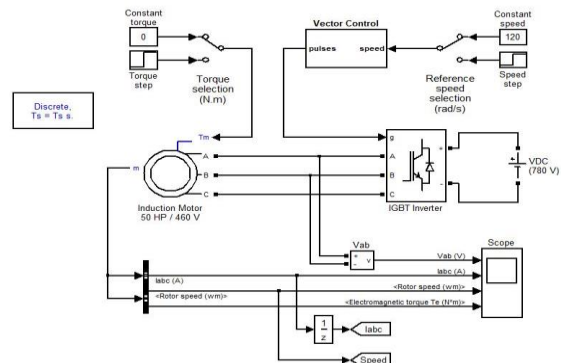 Constant
torque
0
Torque
step
Torque
selection
(N.m)
Vector Control
pulses speed
Constant
speed
120
Speed
step
Reference
speed
selection
(rad/s)
Discrete,
Ts = Ts s.
Tm
m
A
B
C
Induction Motor
50 HP / 460 V
g
A
B
C
+
−
IGBT Inverter
+
VDC
(780 V)
Vab
+
−
v
Vab (V)
Iabc (A)
<Rotor speed (wm)>
<Electromagnetic torque Te (N*m)>
Scope
Iabc (A)
<Rotor speed (wm)>
1
z
Iabc
Speed